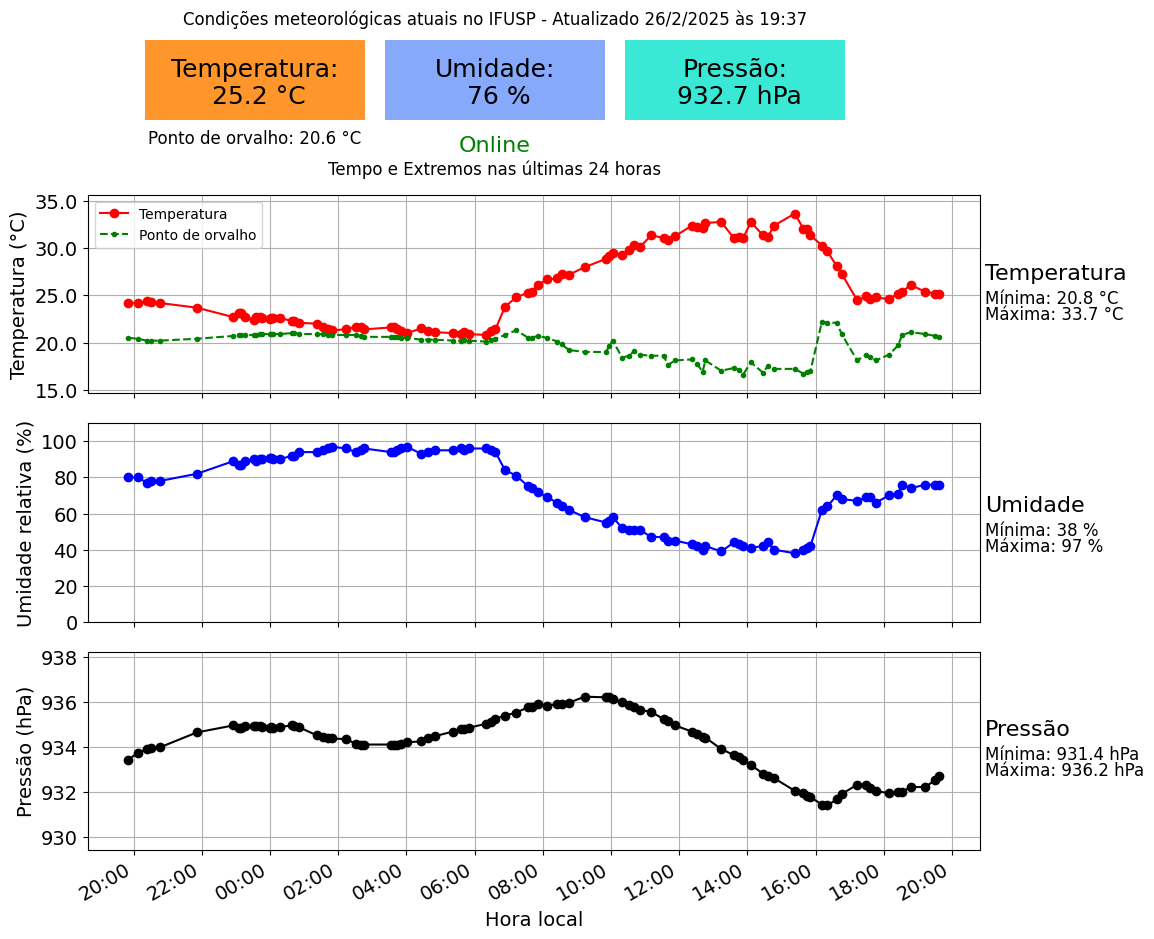 Condições meteorológicas atuais no IFUSP - Atualizado 26/2/2025 às 19:37
Temperatura:
25.2 °C
Umidade:
76 %
Pressão:
932.7 hPa
Ponto de orvalho: 20.6 °C
Online
Tempo e Extremos nas últimas 24 horas
Temperatura (°C)
35.0
30.0
25.0
20.0
15.0
Temperatura
Ponto de orvalho
Temperatura
Mínima: 20.8 °C
Máxima: 33.7 °C
Umidade relativa (%)
100
80
60
40
20
0
Umidade
Mínima: 38 %
Máxima: 97 %
Pressão (hPa)
938
936
934
932
930
Pressão
Mínima: 931.4 hPa
Máxima: 936.2 hPa
20:00 22:00 00:00 02:00 04:00 06:00 08:00 10:00 12:00 14:00 16:00 18:00 20:00
Hora local